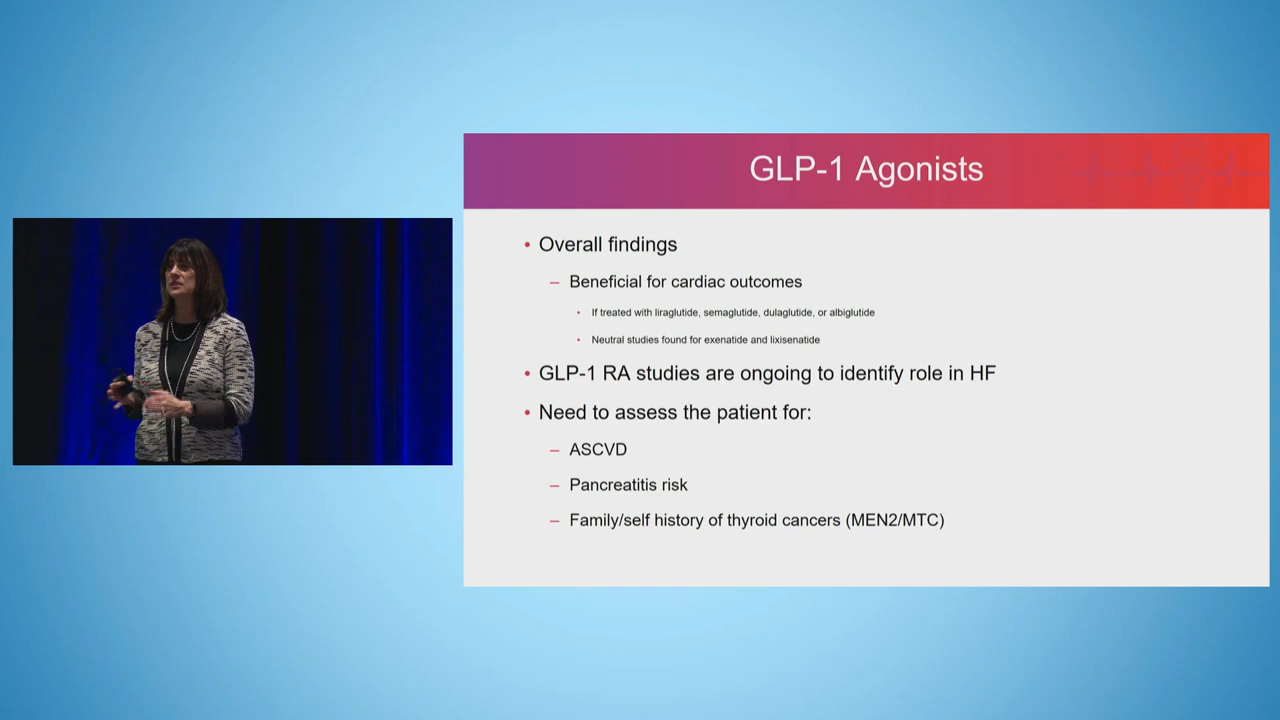 GLP-1 Agonists
• Overall findings
– Beneficial for cardiac outcomes
• If treated with liraglutide, semaglutide, dulaglutide, or albiglutide
• Neutral studies found for exenatide and lixisenatide
• GLP-1 RA studies are ongoing to identify role in HF
• Need to assess the patient for:
– ASCVD
– Pancreatitis risk
– Family/self history of thyroid cancers (MEN2/MTC)